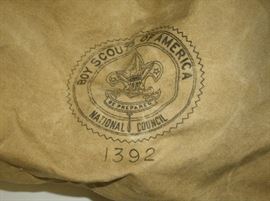 BOY SCOUTS OF AMERICA
BE PREPARED
NATIONAL COUNCIL
1392